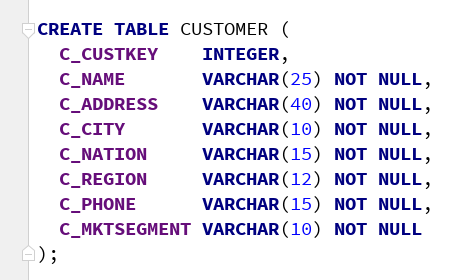 CREATE TABLE CUSTOMER (
  C_CUSTKEY    INTEGER,
  C_NAME       VARCHAR(25) NOT NULL,
  C_ADDRESS    VARCHAR(40) NOT NULL,
  C_CITY       VARCHAR(10) NOT NULL,
  C_NATION     VARCHAR(15) NOT NULL,
  C_REGION     VARCHAR(12) NOT NULL,
  C_PHONE      VARCHAR(15) NOT NULL,
  C_MKTSEGMENT VARCHAR(10) NOT NULL
);